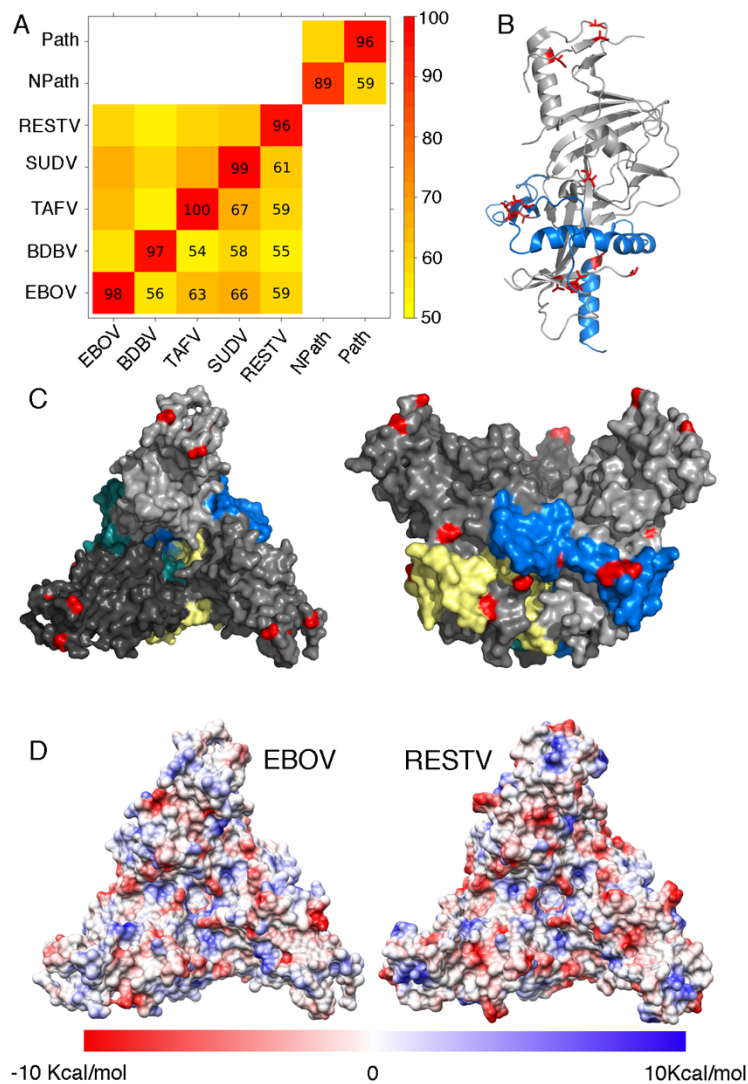 A
B
100
90
80
70
60
50
Path
96
NPath
89 59
RESTV
96
SUDV
99 61
TAFV
100 67 59
BDBV
97 54 58 55
EBOV
98 56 63 66 59
EBOV BDBV TAFV SUDV RESTV NPath Path
C
D
EBOV RESTV
-10 Kcal/mol 0 10Kcal/mol